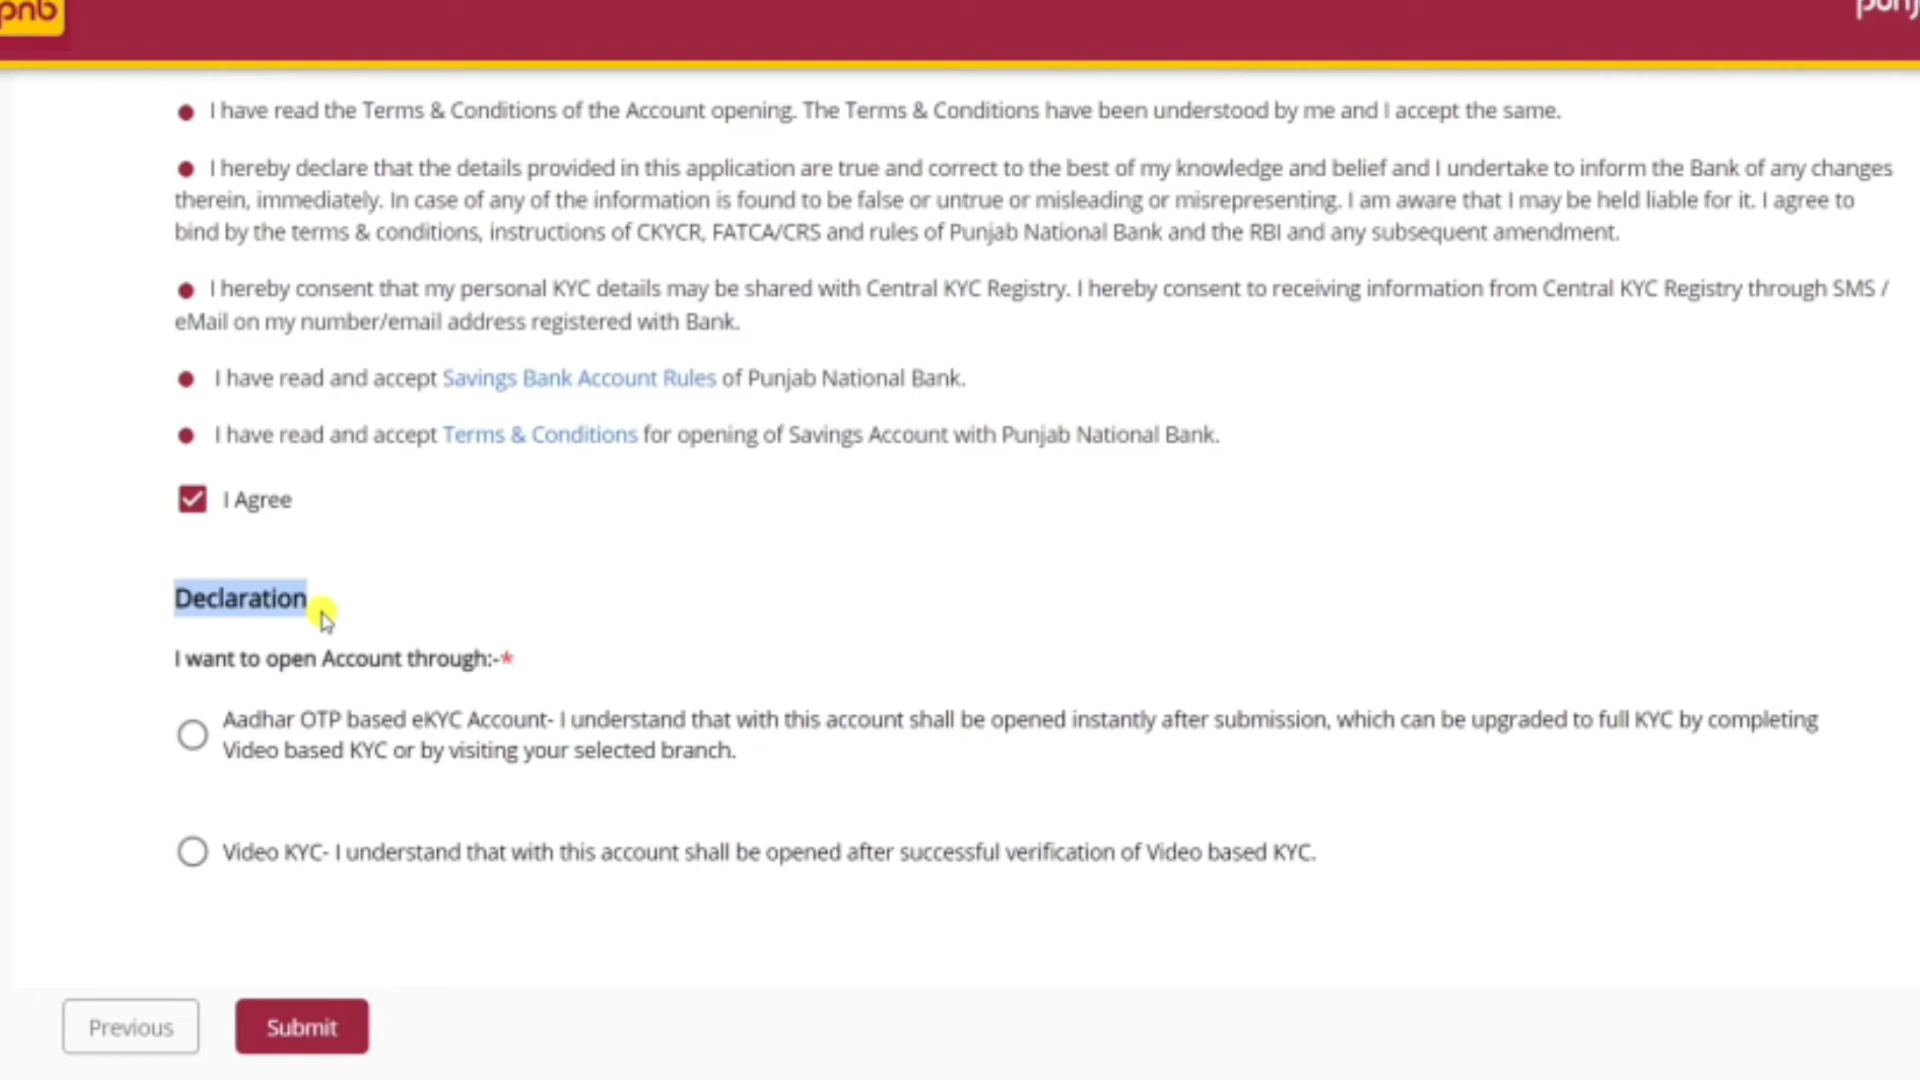 pnb
I have read the Terms & Conditions of the Account opening. The Terms & Conditions have been understood by me and I accept the same.
I hereby declare that the details provided in this application are true and correct to the best of my knowledge and belief and I undertake to inform the Bank of any changes
therein, immediately. In case of any of the information is found to be false or untrue or misleading or misrepresenting. I am aware that I may be held liable for it. I agree to
bind by the terms & conditions, instructions of CKYCR, FATCA/CRS and rules of Punjab National Bank and the RBI and any subsequent amendment.
I hereby consent that my personal KYC details may be shared with Central KYC Registry. I hereby consent to receiving information from Central KYC Registry through SMS /
eMail on my number/email address registered with Bank.
I have read and accept Savings Bank Account Rules of Punjab National Bank.
I have read and accept Terms & Conditions for opening of Savings Account with Punjab National Bank.
I Agree
Declaration
I want to open Account through:-*
Aadhar OTP based eKYC Account- I understand that with this account shall be opened instantly after submission, which can be upgraded to full KYC by completing
Video based KYC or by visiting your selected branch.
Video KYC- I understand that with this account shall be opened after successful verification of Video based KYC.
Previous
Submit